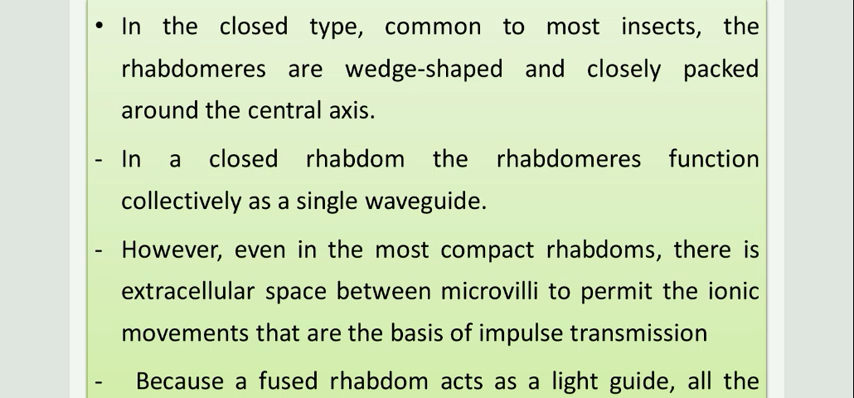 • In the closed type, common to most insects, the
rhabdomeres are wedge-shaped and closely packed
around the central axis.
- In a closed rhabdom the rhabdomeres function
collectively as a single waveguide.
- However, even in the most compact rhabdoms, there is
extracellular space between microvilli to permit the ionic
movements that are the basis of impulse transmission
- Because a fused rhabdom acts as a light guide, all the